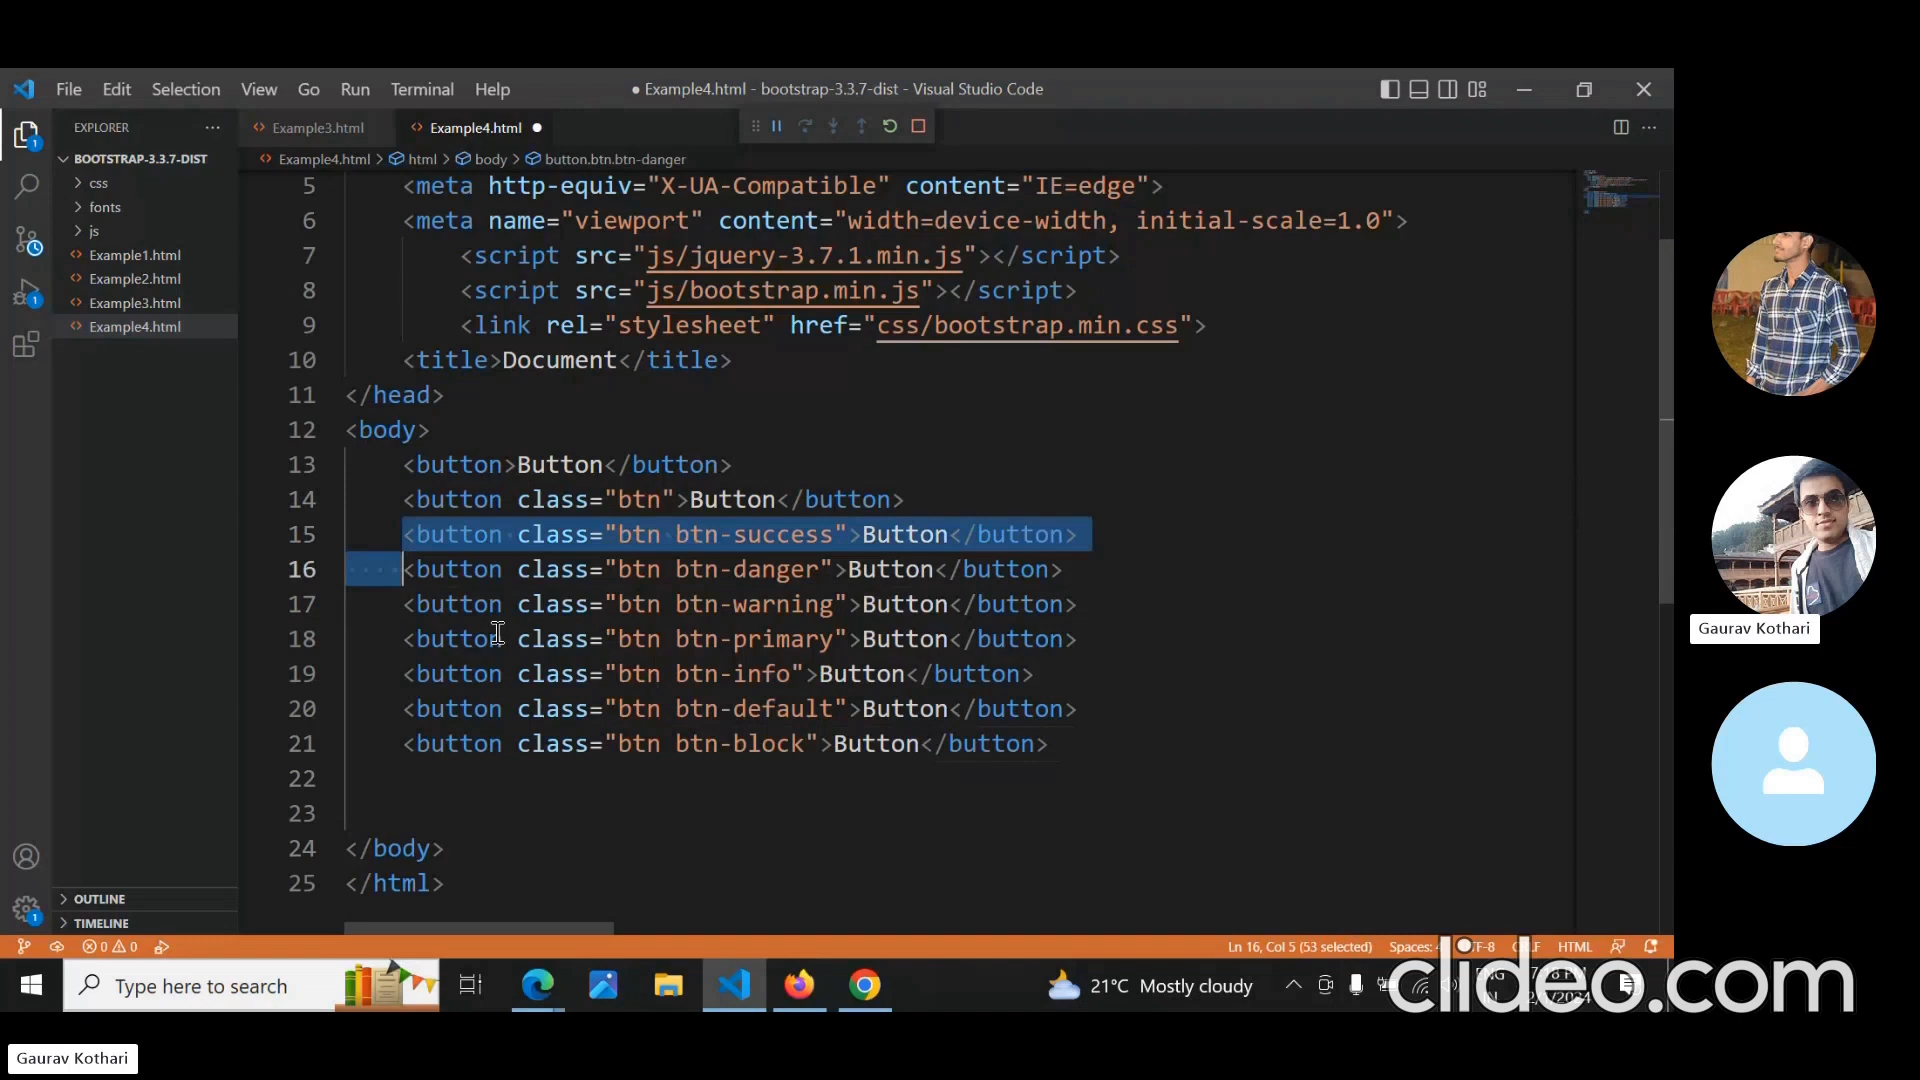 File Edit Selection View Go Run Terminal Help
● Example4.html - bootstrap-3.3.7-dist - Visual Studio Code
EXPLORER
Example3.html
Example4.html
BOOTSTRAP-3.3.7-DIST
Example4.html > html > body > button.btn.btn-danger
css
fonts
js
Example1.html
Example2.html
Example3.html
Example4.html
5 <meta http-equiv="X-UA-Compatible" content="IE=edge">
6 <meta name="viewport" content="width=device-width, initial-scale=1.0">
7 <script src="js/jquery-3.7.1.min.js"></script>
8 <script src="js/bootstrap.min.js"></script>
9 <link rel="stylesheet" href="css/bootstrap.min.css">
10 <title>Document</title>
11 </head>
12 <body>
13 <button>Button</button>
14 <button class="btn">Button</button>
15 <button class="btn btn-success">Button</button>
16 <button class="btn btn-danger">Button</button>
17 <button class="btn btn-warning">Button</button>
18 <button class="btn btn-primary">Button</button>
19 <button class="btn btn-info">Button</button>
20 <button class="btn btn-default">Button</button>
21 <button class="btn btn-block">Button</button>
22
23
24 </body>
25 </html>
1
1
1
OUTLINE
TIMELINE
0 0
Ln 16, Col 5 (53 selected) Spaces: HTML
Type here to search
21°C Mostly cloudy
ENG
clideo.com
Gaurav Kothari
Gaurav Kothari